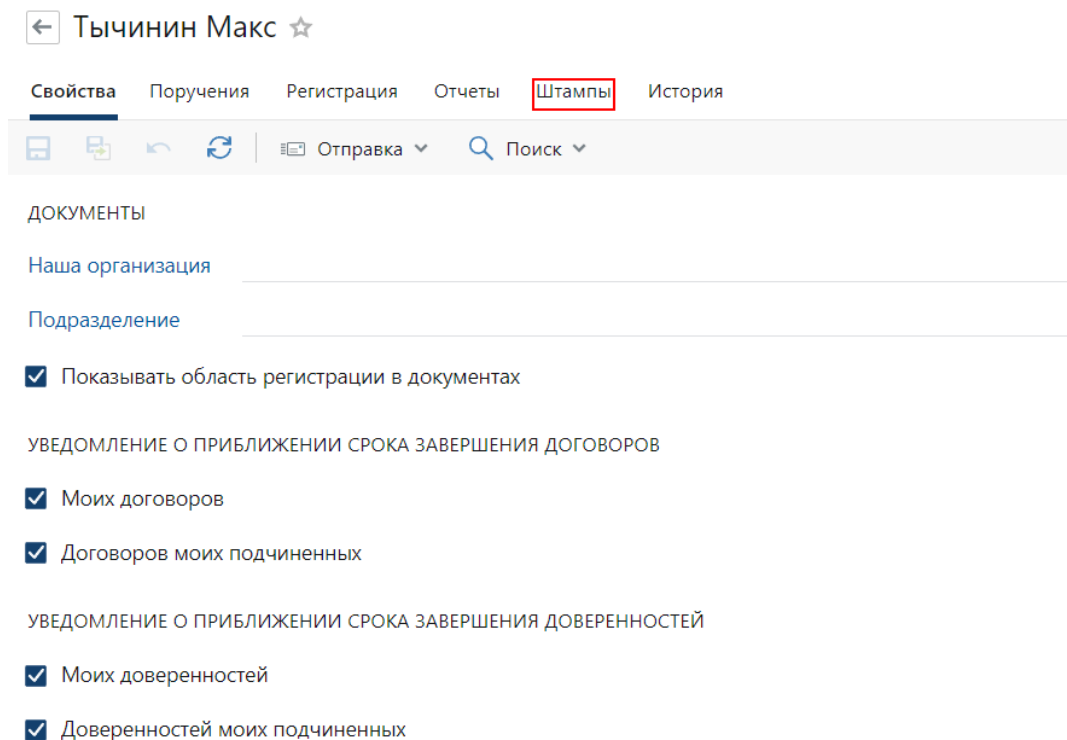 Тычинин Макс
Свойства Поручения Регистрация Отчеты Штампы История
Отправка Поиск
ДОКУМЕНТЫ
Наша организация
Подразделение
Показывать область регистрации в документах
УВЕДОМЛЕНИЕ О ПРИБЛИЖЕНИИ СРОКА ЗАВЕРШЕНИЯ ДОГОВОРОВ
Моих договоров
Договоров моих подчиненных
УВЕДОМЛЕНИЕ О ПРИБЛИЖЕНИИ СРОКА ЗАВЕРШЕНИЯ ДОВЕРЕННОСТЕЙ
Моих доверенностей
Доверенностей моих подчиненных